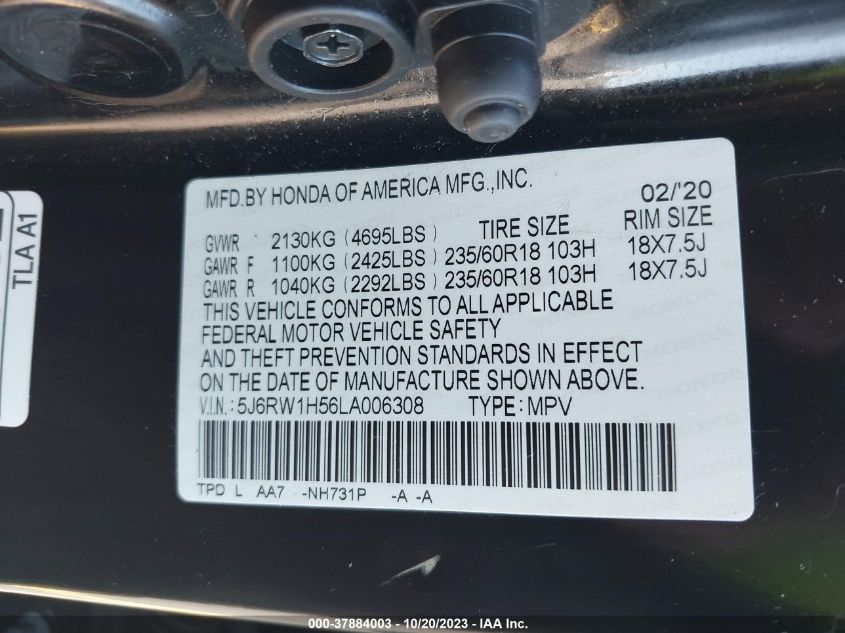 MFD.BY HONDA OF AMERICA MFG.,INC. 02/'20
GVWR 2130KG (4695LBS) TIRE SIZE RIM SIZE
GAWR F 1100KG (2425LBS) 235/60R18 103H 18X7.5J
GAWR R 1040KG (2292LBS) 235/60R18 103H 18X7.5J
THIS VEHICLE CONFORMS TO ALL APPLICABLE
FEDERAL MOTOR VEHICLE SAFETY
AND THEFT PREVENTION STANDARDS IN EFFECT
ON THE DATE OF MANUFACTURE SHOWN ABOVE.
V.I.N.:5J6RW1H56LA006308 TYPE:MPV
TPD L AA7 -NH731P -A -A
TLA A1
000-37884003 - 10/20/2023 - IAA Inc.